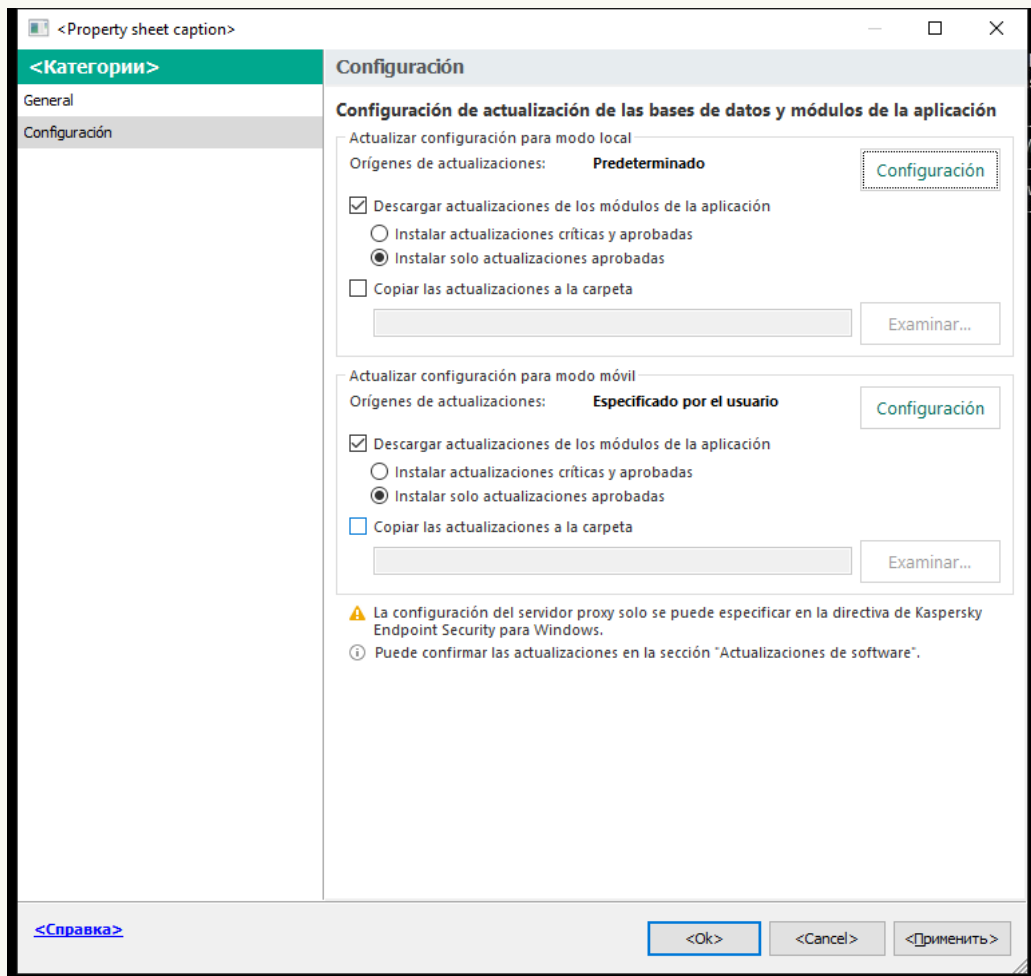 <Property sheet caption>
<Категории>
General
Configuración
Configuración
Configuración de actualización de las bases de datos y módulos de la aplicación
Actualizar configuración para modo local
Orígenes de actualizaciones: Predeterminado
Configuración
Descargar actualizaciones de los módulos de la aplicación
Instalar actualizaciones críticas y aprobadas
Instalar solo actualizaciones aprobadas
Copiar las actualizaciones a la carpeta
Examinar...
Actualizar configuración para modo móvil
Orígenes de actualizaciones: Especificado por el usuario
Configuración
Descargar actualizaciones de los módulos de la aplicación
Instalar actualizaciones críticas y aprobadas
Instalar solo actualizaciones aprobadas
Copiar las actualizaciones a la carpeta
Examinar...
La configuración del servidor proxy solo se puede especificar en la directiva de Kaspersky
Endpoint Security para Windows.
Puede confirmar las actualizaciones en la sección "Actualizaciones de software".
<Справка>
<Ok> <Cancel> <Применить>